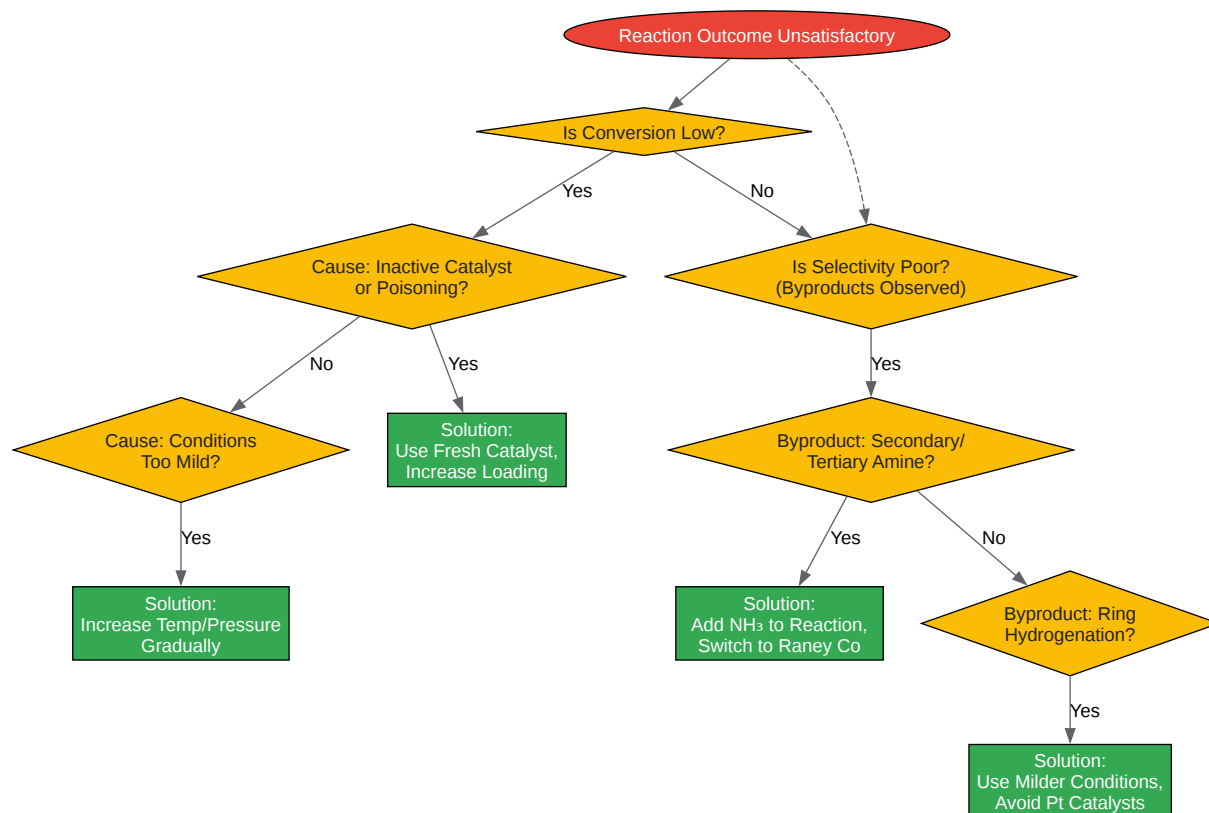 Reaction Outcome Unsatisfactory
Is Conversion Low?
Yes
No
Cause: Inactive Catalyst
or Poisoning?
Is Selectivity Poor?
(Byproducts Observed)
No
Yes
Yes
Cause: Conditions
Too Mild?
Solution:
Use Fresh Catalyst,
Increase Loading
Byproduct: Secondary/
Tertiary Amine?
Yes
Yes
No
Solution:
Increase Temp/Pressure
Gradually
Solution:
Add NH₃ to Reaction,
Switch to Raney Co
Byproduct: Ring
Hydrogenation?
Yes
Solution:
Use Milder Conditions,
Avoid Pt Catalysts